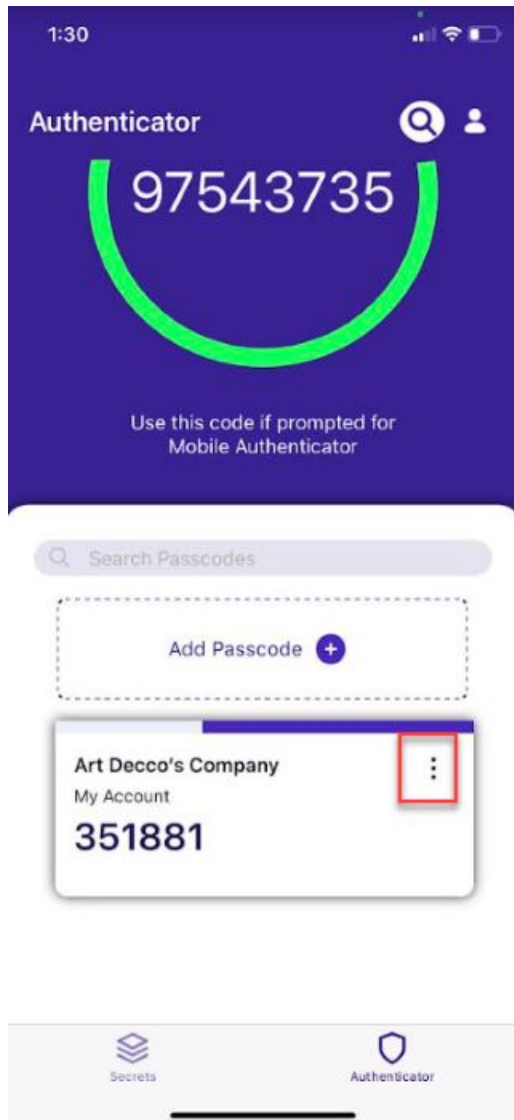 1:30
Authenticator
97543735
Use this code if prompted for
Mobile Authenticator
Search Passcodes
Add Passcode
Art Decco's Company
My Account
351881
Secrets
Authenticator